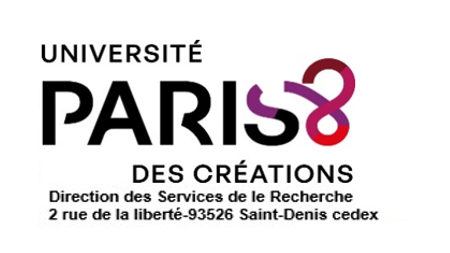 UNIVERSITÉ
PARIS8
DES CRÉATIONS
Direction des Services de le Recherche
2 rue de la liberté-93526 Saint-Denis cedex